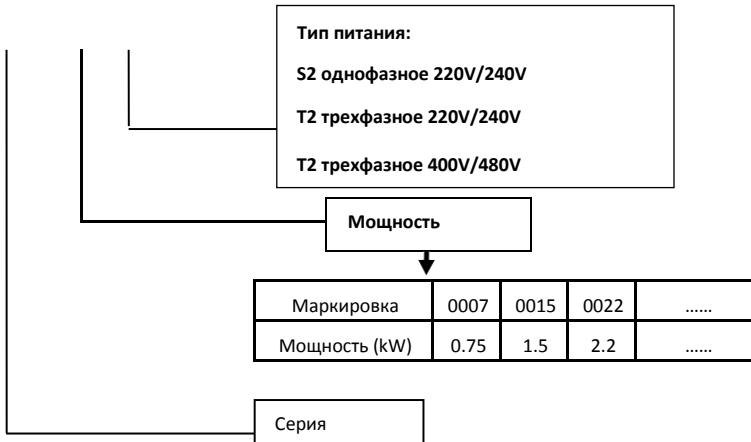 Тип питания:
S2 однофазное 220V/240V
T2 трехфазное 220V/240V
T2 трехфазное 400V/480V
Мощность
Маркировка 0007 0015 0022 ......
Мощность (kW) 0.75 1.5 2.2 ......
Серия